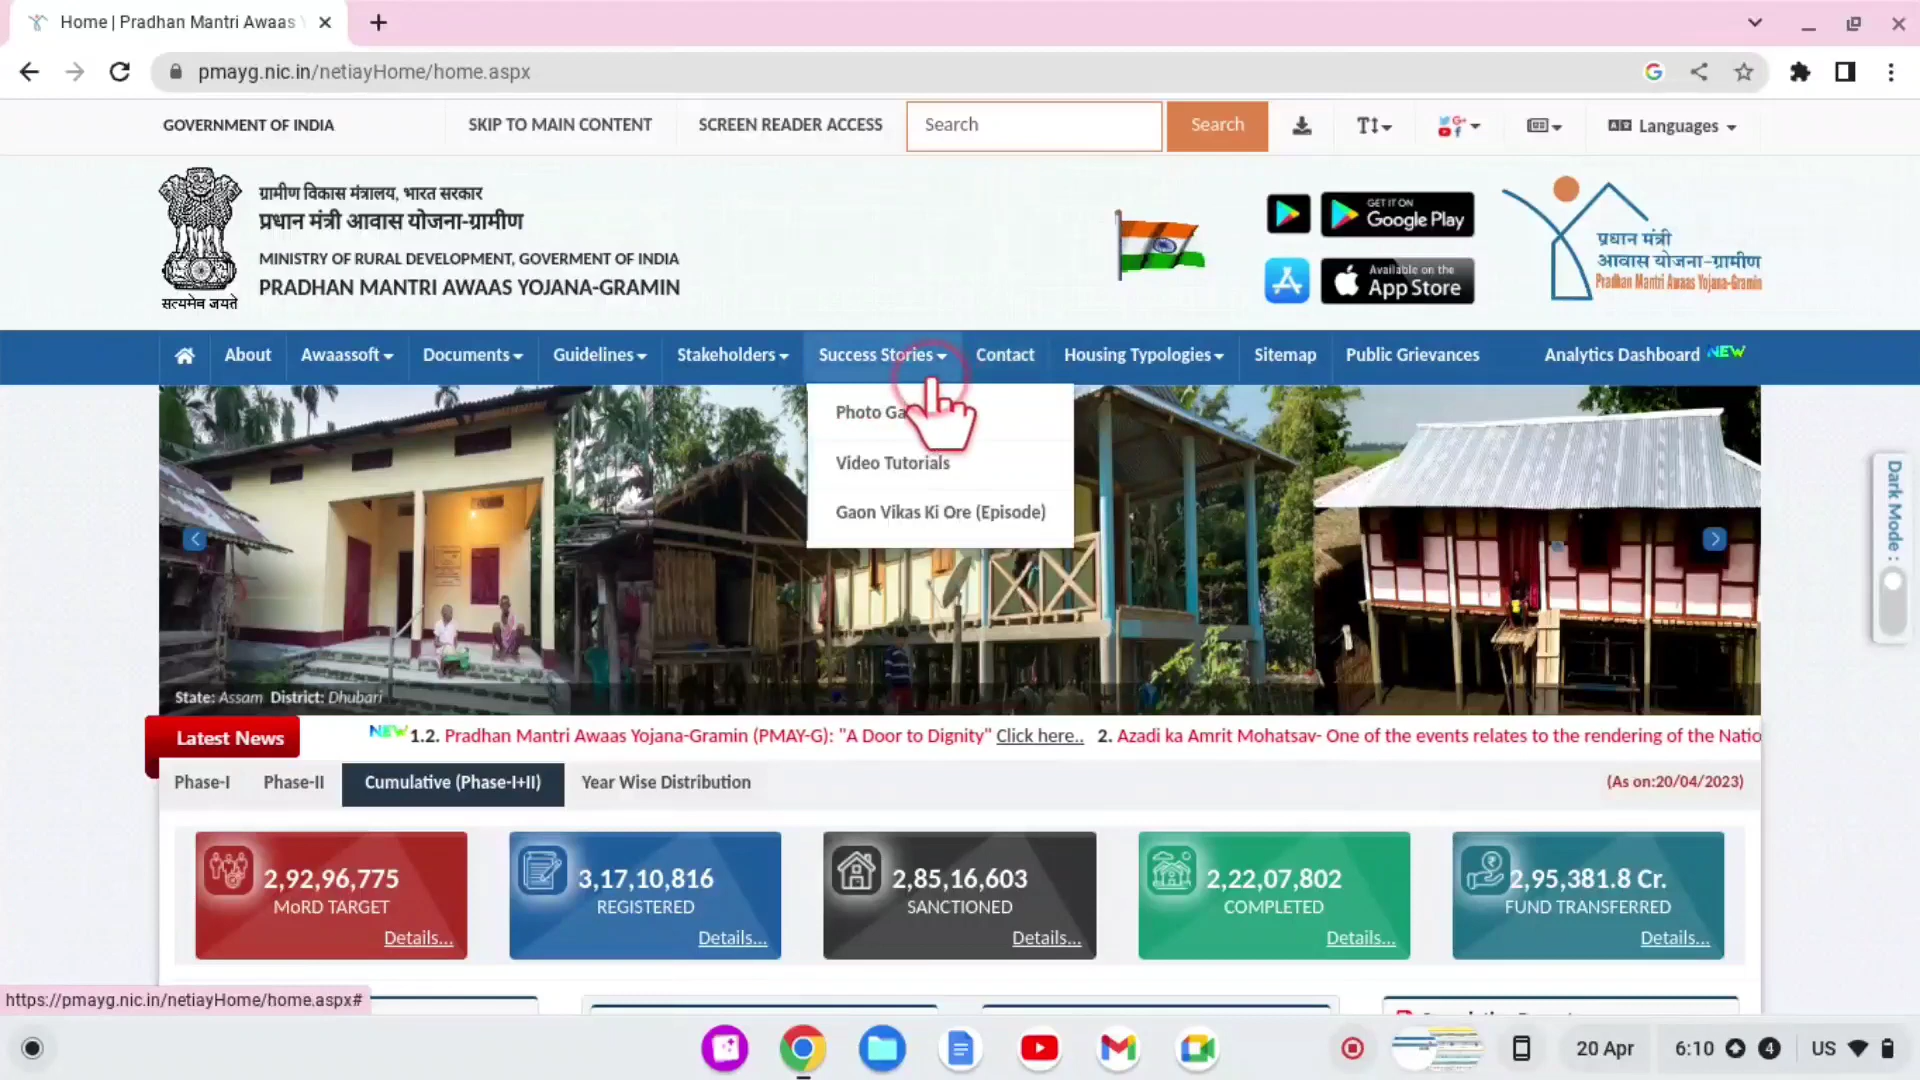 Home | Pradhan Mantri Awaas
pmayg.nic.in/netiayHome/home.aspx
GOVERNMENT OF INDIA
SKIP TO MAIN CONTENT
SCREEN READER ACCESS
Search
Search
Languages
ग्रामीण विकास मंत्रालय, भारत सरकार
प्रधान मंत्री आवास योजना-ग्रामीण
MINISTRY OF RURAL DEVELOPMENT, GOVERMENT OF INDIA
PRADHAN MANTRI AWAAS YOJANA-GRAMIN
सत्यमेव जयते
GET IT ON
Google Play
Available on the
App Store
प्रधान मंत्री
आवास योजना-ग्रामीण
Pradhan Mantri Awaas Yojana-Gramin
About
Awaassoft
Documents
Guidelines
Stakeholders
Success Stories
Contact
Housing Typologies
Sitemap
Public Grievances
Analytics Dashboard NEW
Photo
Video Tutorials
Gaon Vikas Ki Ore (Episode)
Dark Mode :
State: Assam District: Dhubari
Latest News
NEW 1.2. Pradhan Mantri Awaas Yojana-Gramin (PMAY-G): "A Door to Dignity" Click here.. 2. Azadi ka Amrit Mohatsav- One of the events relates to the rendering of the Natio
Phase-I
Phase-II
Cumulative (Phase-I+II)
Year Wise Distribution
(As on:20/04/2023)
2,92,96,775
MoRD TARGET
Details...
3,17,10,816
REGISTERED
Details...
2,85,16,603
SANCTIONED
Details...
2,22,07,802
COMPLETED
Details...
2,95,381.8 Cr.
FUND TRANSFERRED
Details...
https://pmayg.nic.in/netiayHome/home.aspx#
20 Apr
6:10
4
US